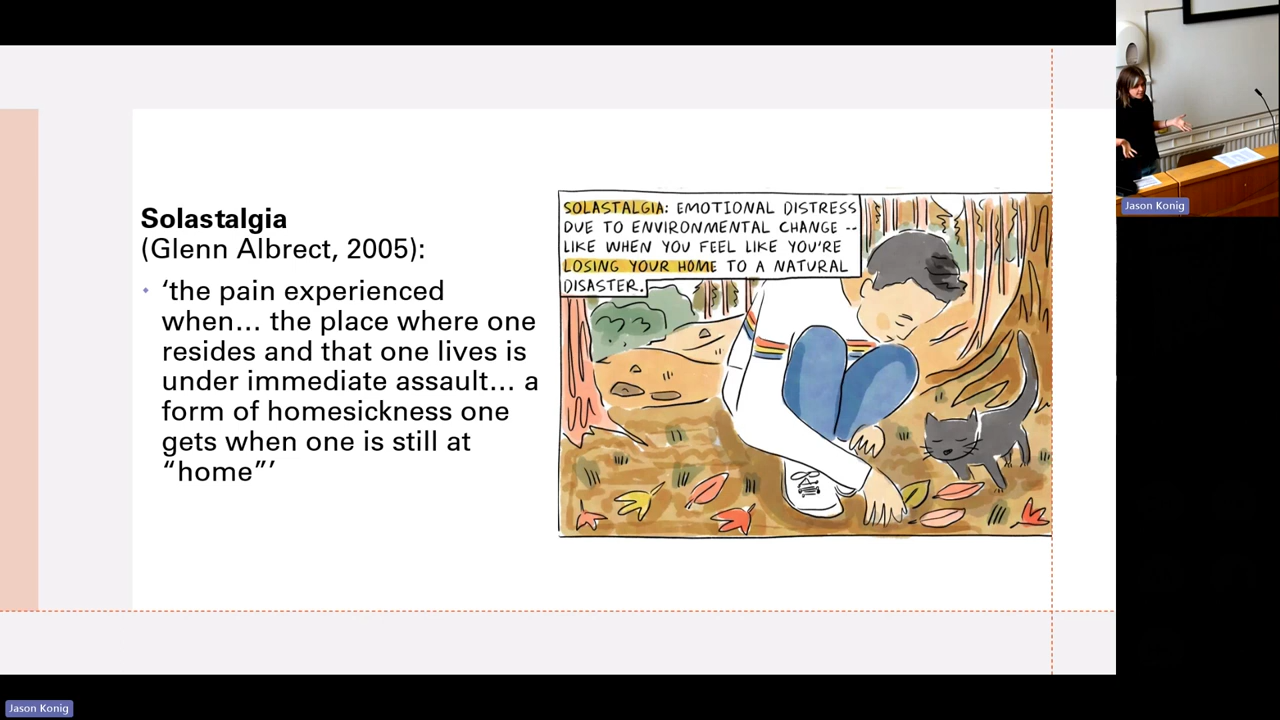 Solastalgia
(Glenn Albrect, 2005):
‘the pain experienced
when... the place where one
resides and that one lives is
under immediate assault... a
form of homesickness one
gets when one is still at
“home”’
SOLASTALGIA: EMOTIONAL DISTRESS
DUE TO ENVIRONMENTAL CHANGE --
LIKE WHEN YOU FEEL LIKE YOU'RE
LOSING YOUR HOME TO A NATURAL
DISASTER.
Jason Konig
Jason Konig